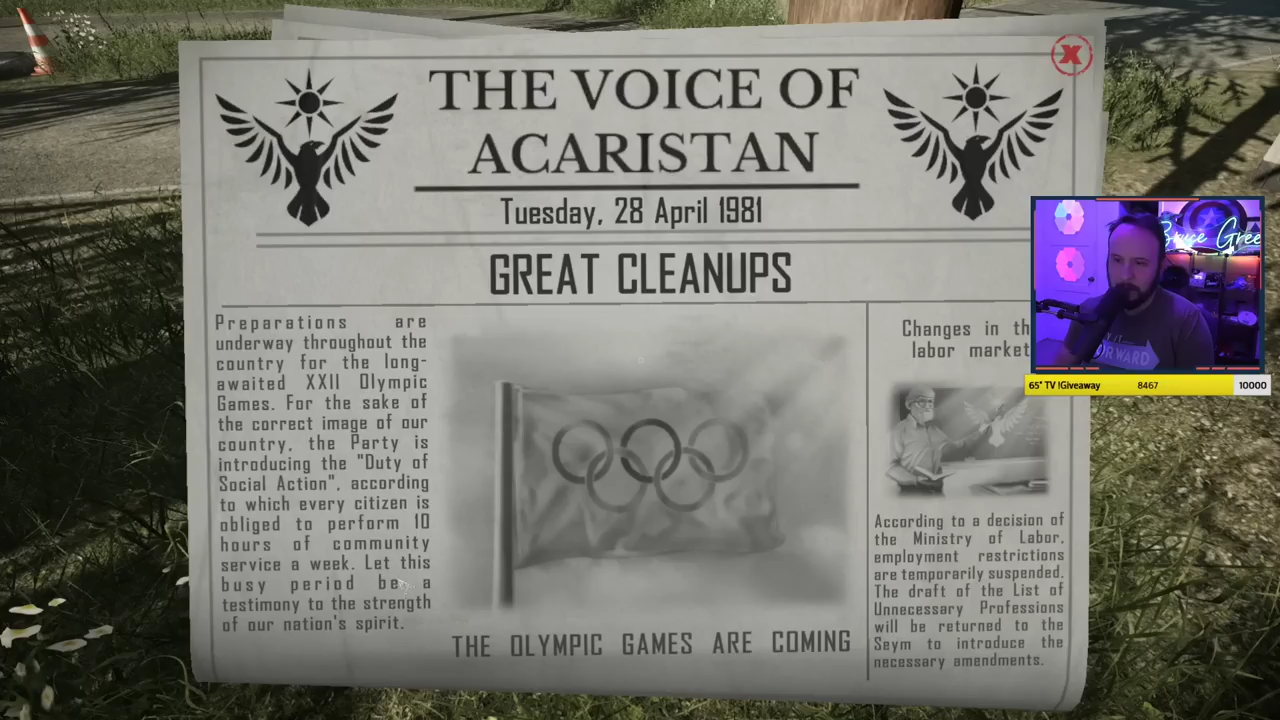 THE VOICE OF
ACARISTAN
Tuesday, 28 April 1981
GREAT CLEANUPS
Preparations are
underway throughout the
country for the long-
awaited XXII Olympic
Games. For the sake of
the correct image of our
country, the Party is
introducing the "Duty of
Social Action", according
to which every citizen is
obliged to perform 10
hours of community
service a week. Let this
busy period be a
testimony to the strength
of our nation's spirit.
THE OLYMPIC GAMES ARE COMING
Changes in th
labor market
According to a decision of
the Ministry of Labor,
employment restrictions
are temporarily suspended.
The draft of the List of
Unnecessary Professions
will be returned to the
Seym to introduce the
necessary amendments.
X
Bruce Gree
ORWARD
65" TV !Giveaway 8467 10000